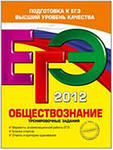 ПОДГОТОВКА К ЕГЭ
ВЫСШИЙ УРОВЕНЬ КАЧЕСТВА
ЕГЭ
2012
ОБЩЕСТВОЗНАНИЕ
ТРЕНИРОВОЧНЫЕ ЗАДАНИЯ